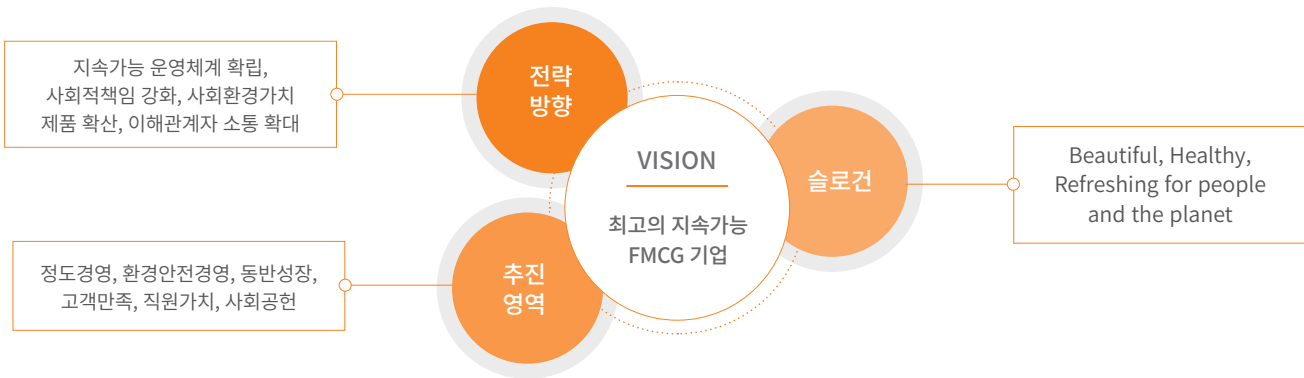 지속가능 운영체계 확립,
사회적책임 강화, 사회환경가치
제품 확산, 이해관계자 소통 확대
전략
방향
정도경영, 환경안전경영, 동반성장,
고객만족, 직원가치, 사회공헌
추진
영역
VISION
최고의 지속가능
FMCG 기업
슬로건
Beautiful, Healthy,
Refreshing for people
and the planet